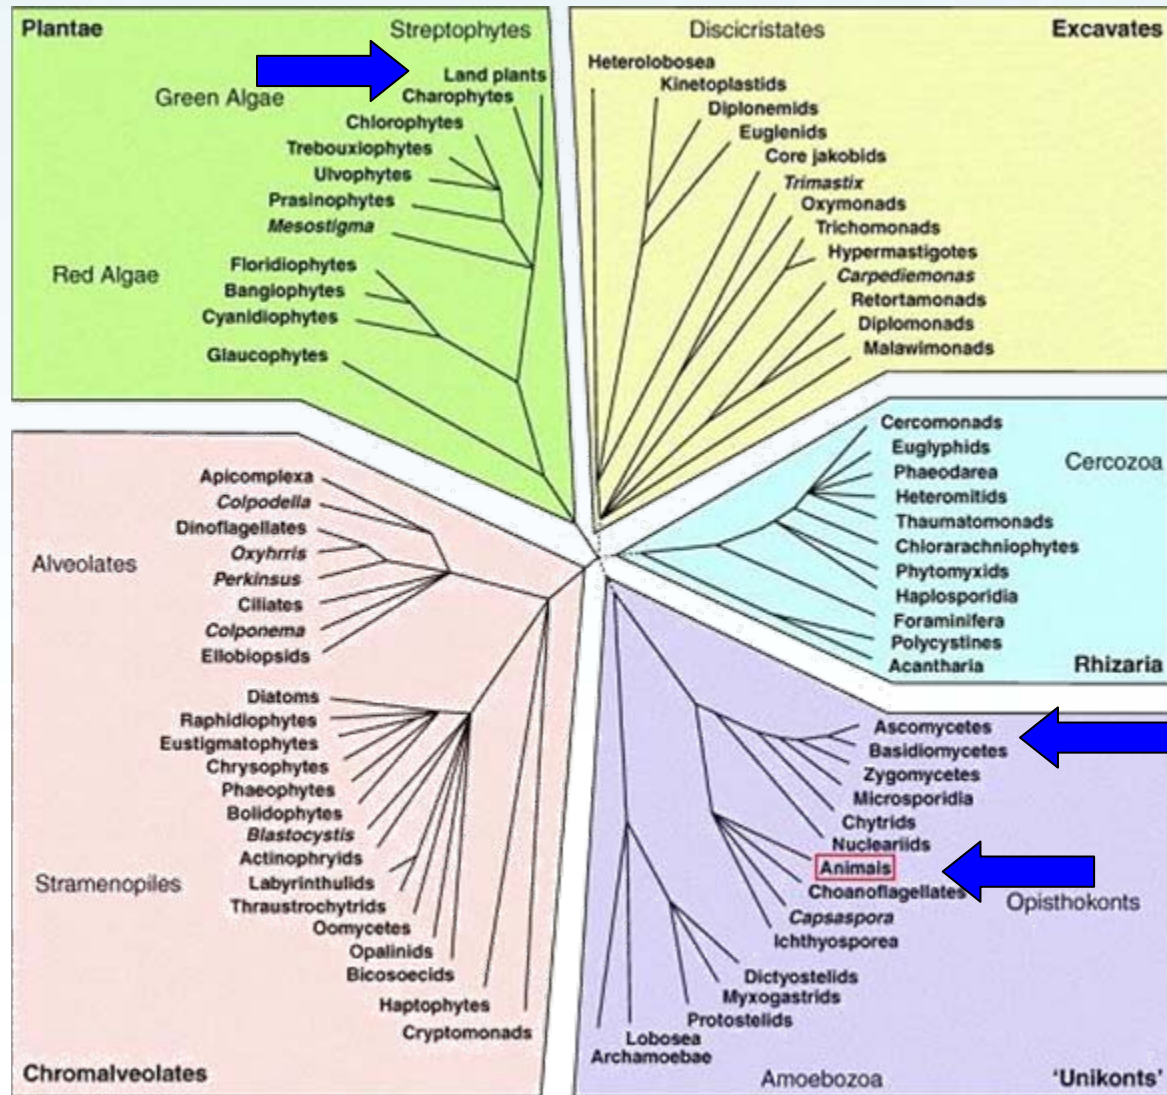 Plantae
Streptophytes
Land plants
Green Algae
Charophytes
Chlorophytes
Trebouxiophytes
Ulvophytes
Prasinophytes
Mesostigma
Red Algae
Floridiophytes
Bangiophytes
Cyanidiophytes
Glaucophytes
Discicristates
Excavates
Heterolobosea
Kinetoplastids
Diplonemids
Euglenids
Core jakobids
Trimastix
Oxymonads
Trichomonads
Hypermastigotes
Carpediemonas
Retortamonads
Diplomonads
Malawimonads
Cercomonads
Euglyphids
Cercozoa
Phaeodarea
Heteromitids
Thaumatomonads
Chlorarachniophytes
Phytomyxids
Haplosporidia
Foraminifera
Polycystines
Acantharia
Rhizaria
Apicomplexa
Colpodella
Dinoflagellates
Oxyhrris
Alveolates
Perkinsus
Ciliates
Colponema
Ellobiopsids
Diatoms
Raphidiophytes
Eustigmatophytes
Chrysophytes
Phaeophytes
Bolidophytes
Blastocystis
Actinophryids
Stramenopiles
Labyrinthulids
Thraustrochytrids
Oomycetes
Opalinids
Bicosoecids
Haptophytes
Cryptomonads
Chromalveolates
Ascomycetes
Basidiomycetes
Zygomycetes
Microsporidia
Chytrids
Nucleariids
Animals
Choanoflagellates
Opisthokonts
Capsaspora
Ichthyosporea
Dictyostelids
Myxogastrids
Protostelids
Lobosea
Archamoebae
Amoebozoa
'Unikonts'